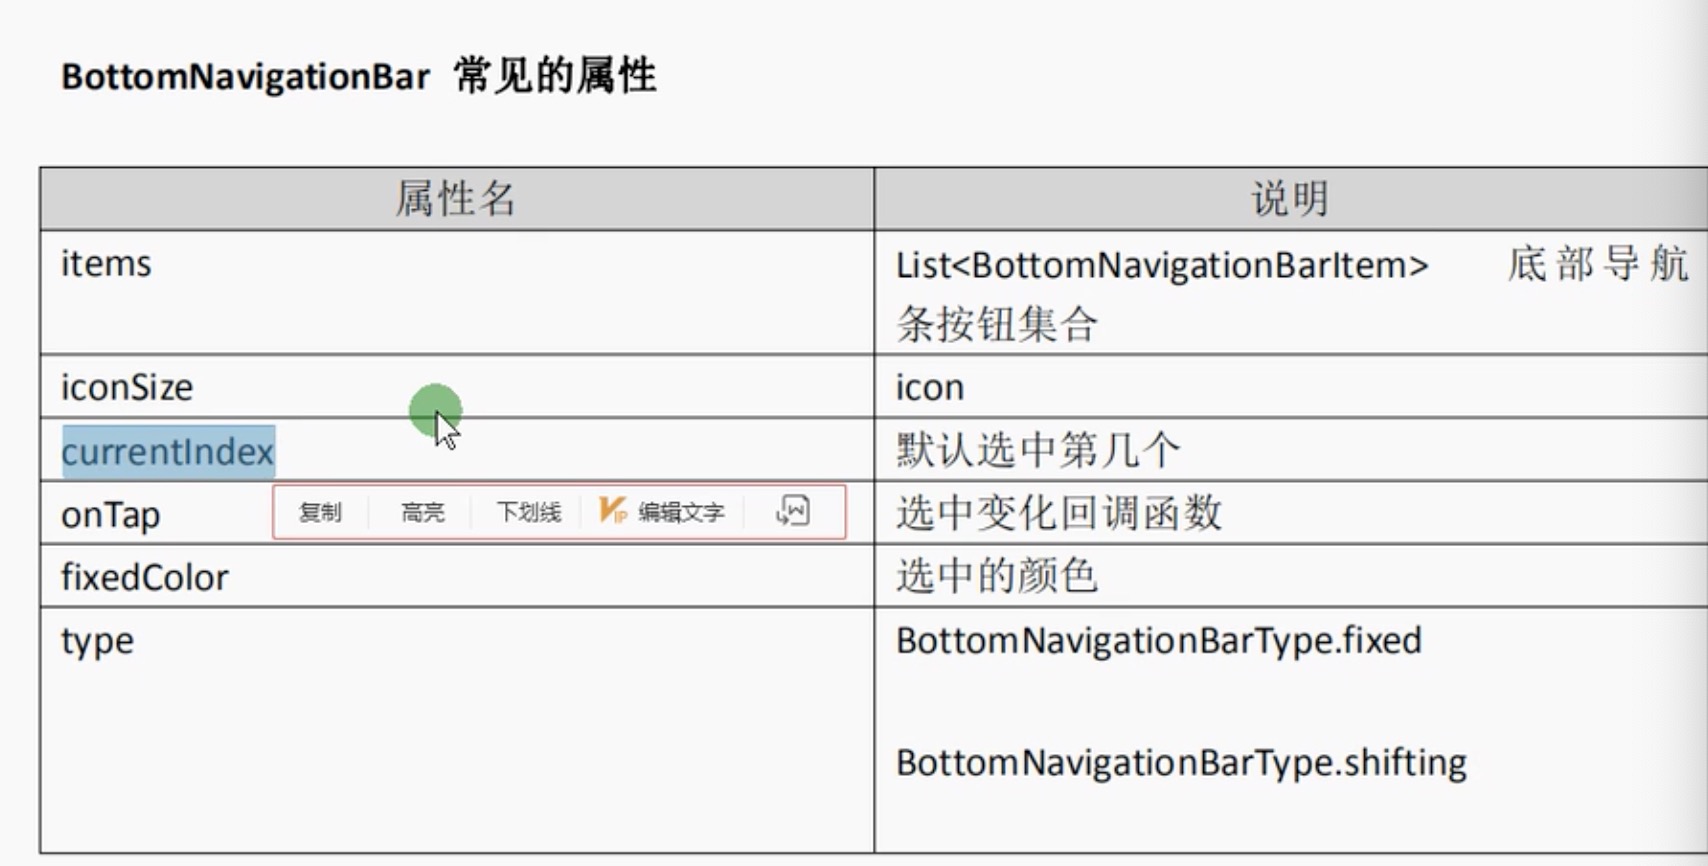 BottomNavigationBar 常见的属性
属性名 说明
items List<BottomNavigationBarItem> 底部导航
条按钮集合
iconSize icon
currentIndex 默认选中第几个
onTap 复制 高亮 下划线 VIP 编辑文字 选中变化回调函数
fixedColor 选中的颜色
type BottomNavigationBarType.fixed
BottomNavigationBarType.shifting